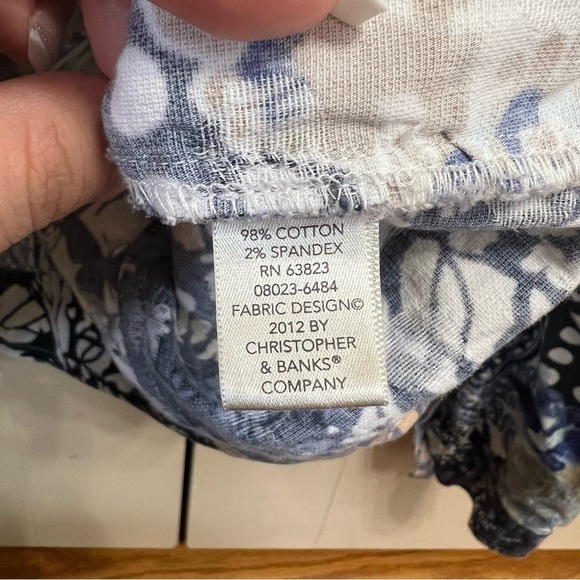 98% COTTON
2% SPANDEX
RN 63823
08023-6484
FABRIC DESIGN©
2012 BY
CHRISTOPHER
& BANKS®
COMPANY